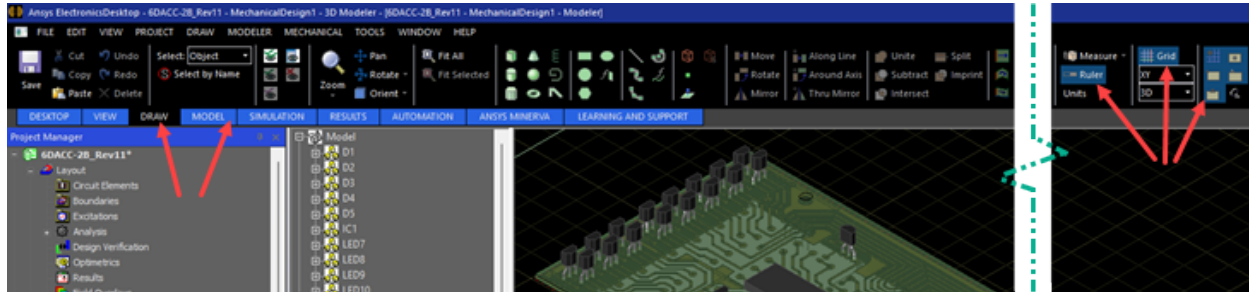 Ansys ElectronicsDesktop - 6DACC-2B_Rev11 - MechanicalDesign1 - 3D Modeler - [6DACC-2B_Rev11 - MechanicalDesign1 - Modeler]
FILE EDIT VIEW PROJECT DRAW MODELER MECHANICAL TOOLS WINDOW HELP
Save
Cut Undo
Copy Redo
Paste Delete
Select: Object
Select by Name
Zoom
Pan
Rotate
Orient
Fit All
Fit Selected
Move Along Line Unite Split
Rotate Around Axis Subtract Imprint
Mirror Thru Mirror Intersect
Measure
Ruler
Units
Grid
XY
3D
DESKTOP VIEW DRAW MODEL SIMULATION RESULTS AUTOMATION ANSYS MINERVA LEARNING AND SUPPORT
Project Manager
6DACC-2B_Rev11*
Layout
Circuit Elements
Boundaries
Excitations
Analysis
Design Verification
Optimetrics
Results
Model
D1
D2
D3
D4
D5
IC1
LED7
LED8
LED9
LED10